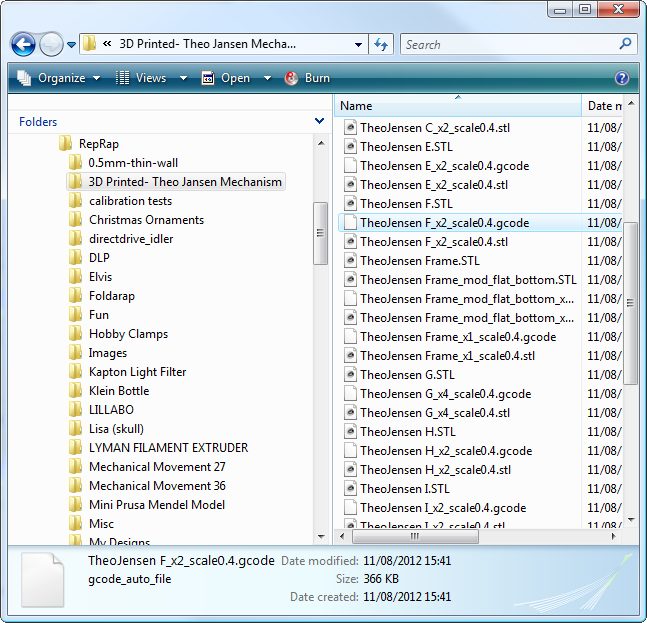 « 3D Printed- Theo Jansen Mecha...
Search
Organize Views Open Burn ?
Folders
RepRap
0.5mm-thin-wall
3D Printed- Theo Jansen Mechanism
calibration tests
Christmas Ornaments
directdrive_idler
DLP
Elvis
Foldarap
Fun
Hobby Clamps
Images
Kapton Light Filter
Klein Bottle
LILLABO
Lisa (skull)
LYMAN FILAMENT EXTRUDER
Mechanical Movement 27
Mechanical Movement 36
Mini Prusa Mendel Model
Misc
My Designs
Name Date m
TheoJensen C_x2_scale0.4.stl 11/08/
TheoJensen E.STL 11/08/
TheoJensen E_x2_scale0.4.gcode 11/08/
TheoJensen E_x2_scale0.4.stl 11/08/
TheoJensen F.STL 11/08/
TheoJensen F_x2_scale0.4.gcode 11/08/
TheoJensen F_x2_scale0.4.stl 11/08/
TheoJensen Frame.STL 11/08/
TheoJensen Frame_mod_flat_bottom.STL 11/08/
TheoJensen Frame_mod_flat_bottom_x... 11/08/
TheoJensen Frame_mod_flat_bottom_x... 11/08/
TheoJensen Frame_x1_scale0.4.gcode 11/08/
TheoJensen Frame_x1_scale0.4.stl 11/08/
TheoJensen G.STL 11/08/
TheoJensen G_x4_scale0.4.gcode 11/08/
TheoJensen G_x4_scale0.4.stl 11/08/
TheoJensen H.STL 11/08/
TheoJensen H_x2_scale0.4.gcode 11/08/
TheoJensen H_x2_scale0.4.stl 11/08/
TheoJensen I.STL 11/08/
TheoJensen I_x2_scale0.4.gcode 11/08/
TheoJensen I_x2_scale0.4.stl 11/08/
TheoJensen F_x2_scale0.4.gcode Date modified: 11/08/2012 15:41
gcode_auto_file Size: 366 KB
Date created: 11/08/2012 15:41